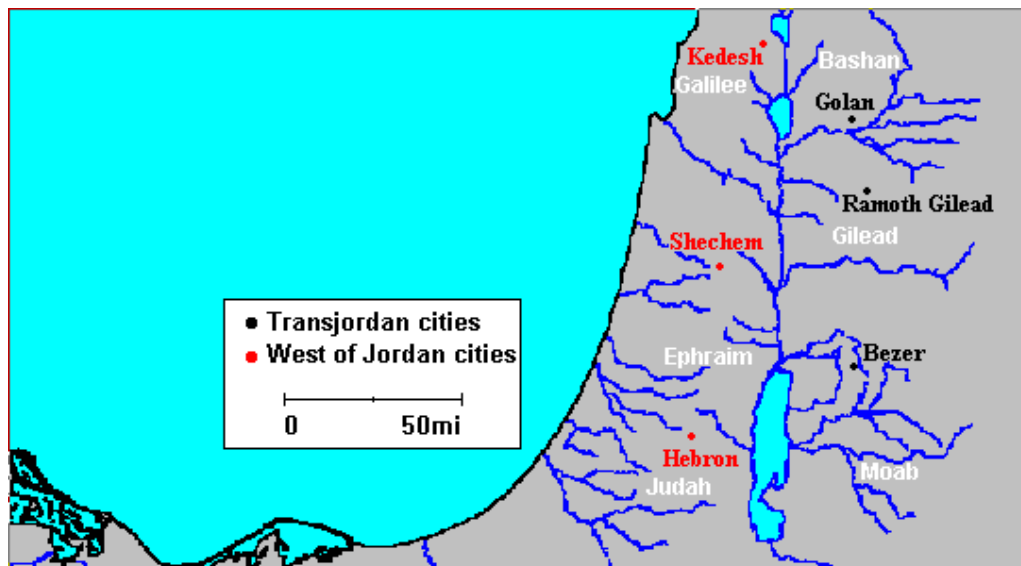 Kedesh
Galilee
Bashan
Golan
Ramoth Gilead
Gilead
Shechem
Transjordan cities
West of Jordan cities
0 50mi
Ephraim
Bezer
Hebron
Judah
Moab